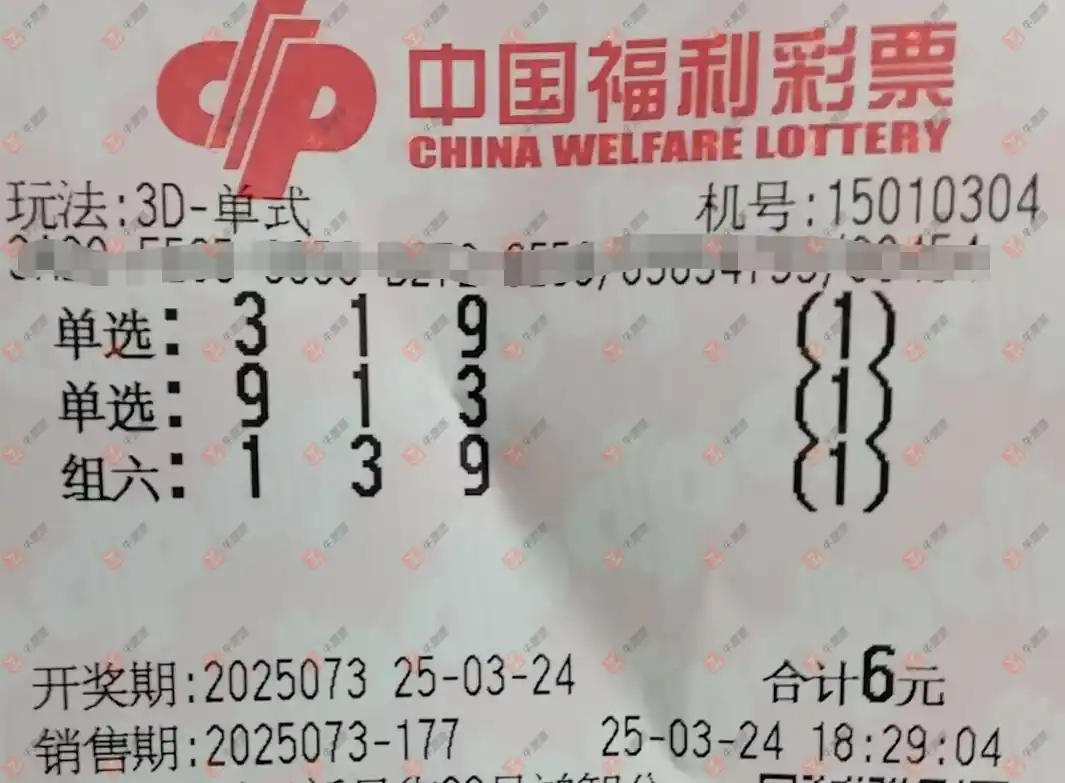 中国福利彩票
CHINA WELFARE LOTTERY
玩法:3D-单式 机号:15010304
单选: 3 1 9 (1)
单选: 9 1 3 (1)
组六: 1 3 9 (1)
开奖期:2025073 25-03-24 合计6元
销售期:2025073-177 25-03-24 18:29:04